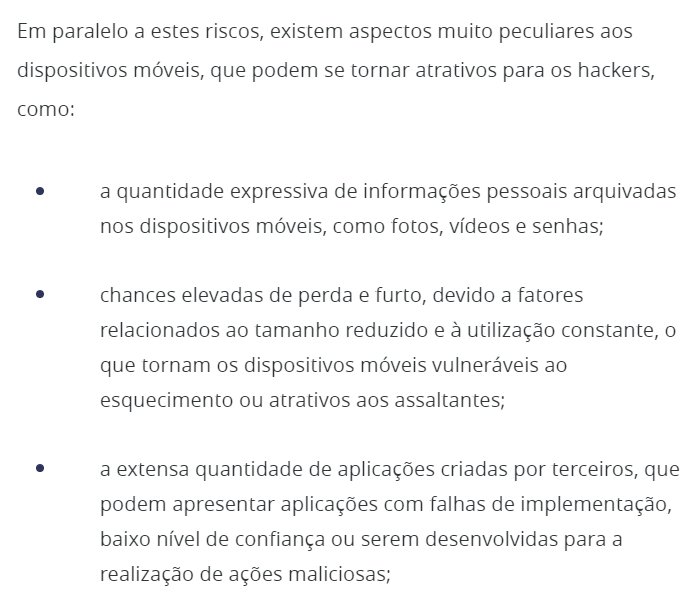 Em paralelo a estes riscos, existem aspectos muito peculiares aos
dispositivos móveis, que podem se tornar atrativos para os hackers,
como:
• a quantidade expressiva de informações pessoais arquivadas
nos dispositivos móveis, como fotos, vídeos e senhas;
• chances elevadas de perda e furto, devido a fatores
relacionados ao tamanho reduzido e à utilização constante, o
que tornam os dispositivos móveis vulneráveis ao
esquecimento ou atrativos aos assaltantes;
• a extensa quantidade de aplicações criadas por terceiros, que
podem apresentar aplicações com falhas de implementação,
baixo nível de confiança ou serem desenvolvidas para a
realização de ações maliciosas;